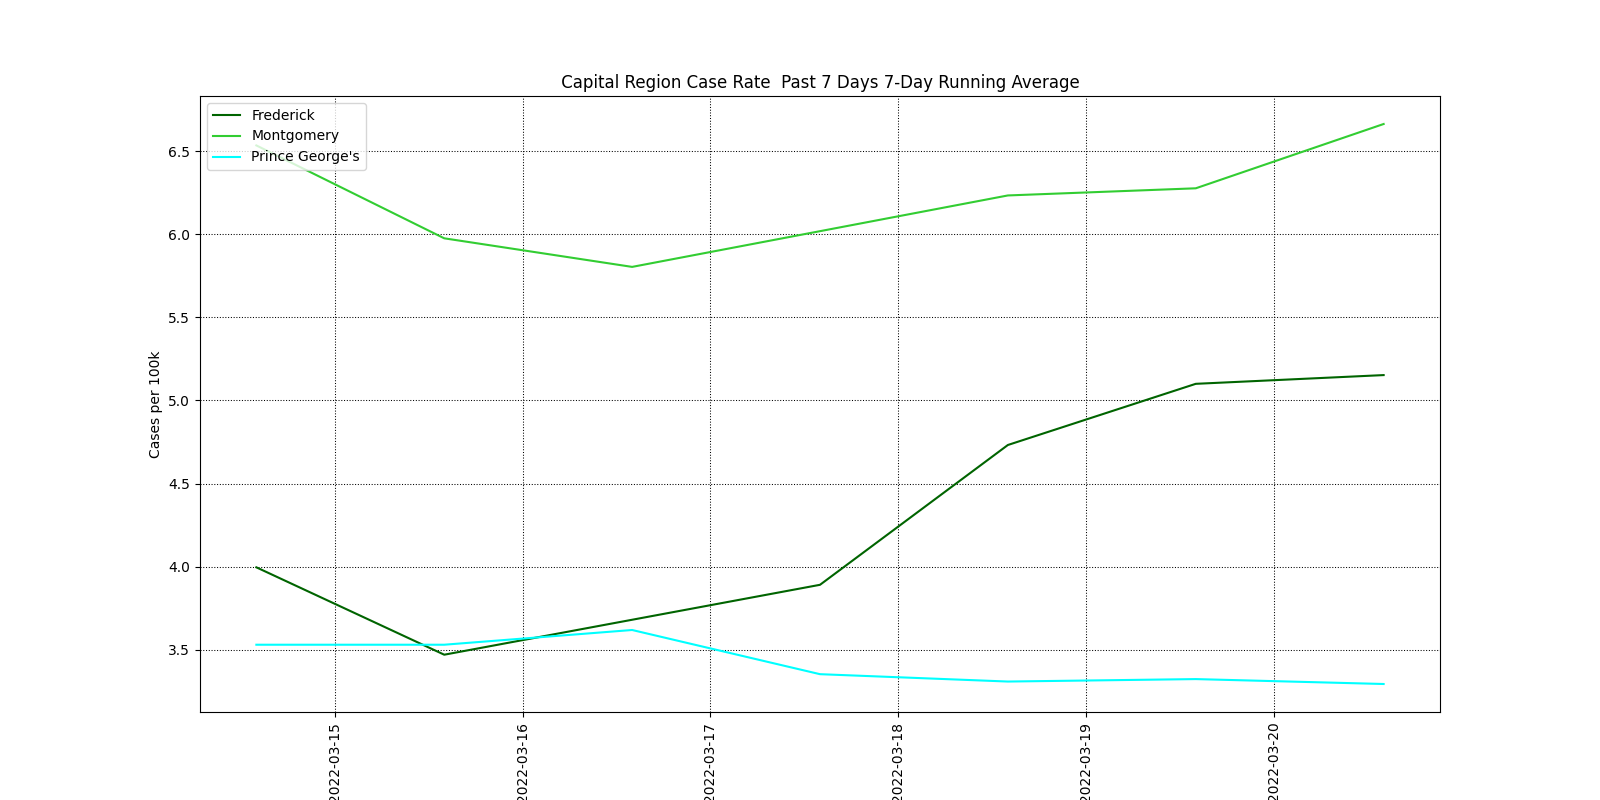 Capital Region Case Rate  Past 7 Days 7-Day Running Average
Frederick
Montgomery
Prince George's
Cases per 100k
6.5
6.0
5.5
5.0
4.5
4.0
3.5
2022-03-15
2022-03-16
2022-03-17
2022-03-18
2022-03-19
2022-03-20